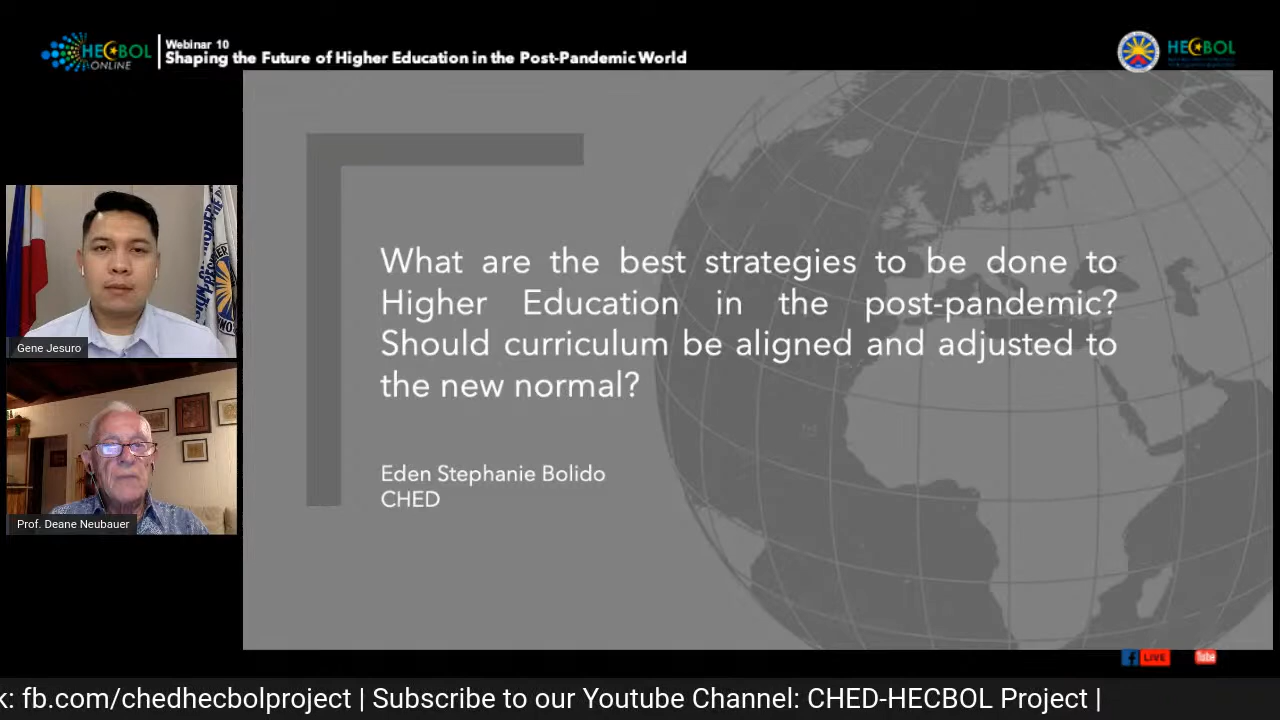 HECBOL
ONLINE
Webinar 10
Shaping the Future of Higher Education in the Post-Pandemic World
HECBOL
Gene Jesuro
Prof. Deane Neubauer
What are the best strategies to be done to
Higher Education in the post-pandemic?
Should curriculum be aligned and adjusted to
the new normal?
Eden Stephanie Bolido
CHED
LIVE
k: fb.com/chedhecbolproject | Subscribe to our Youtube Channel: CHED-HECBOL Project |